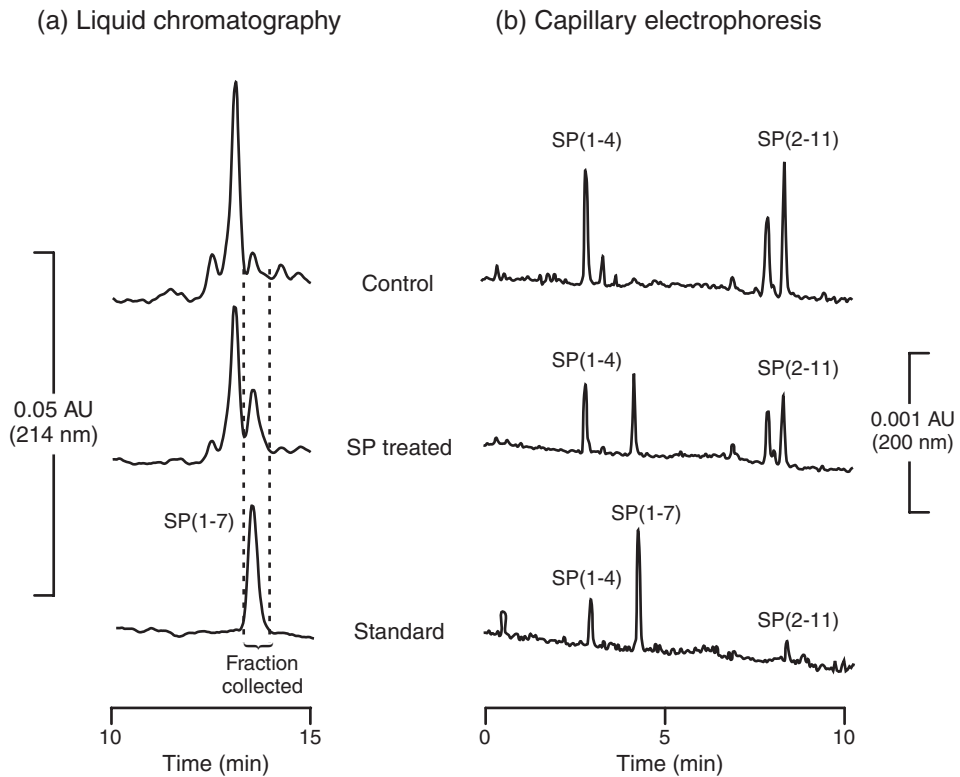 (a) Liquid chromatography
(b) Capillary electrophoresis
SP(1-4)
SP(2-11)
Control
SP(1-4)
SP(2-11)
0.05 AU
(214 nm)
0.001 AU
(200 nm)
SP treated
SP(1-7)
SP(1-7)
SP(1-4)
SP(2-11)
Standard
Fraction
collected
10
15
0
5
10
Time (min)
Time (min)